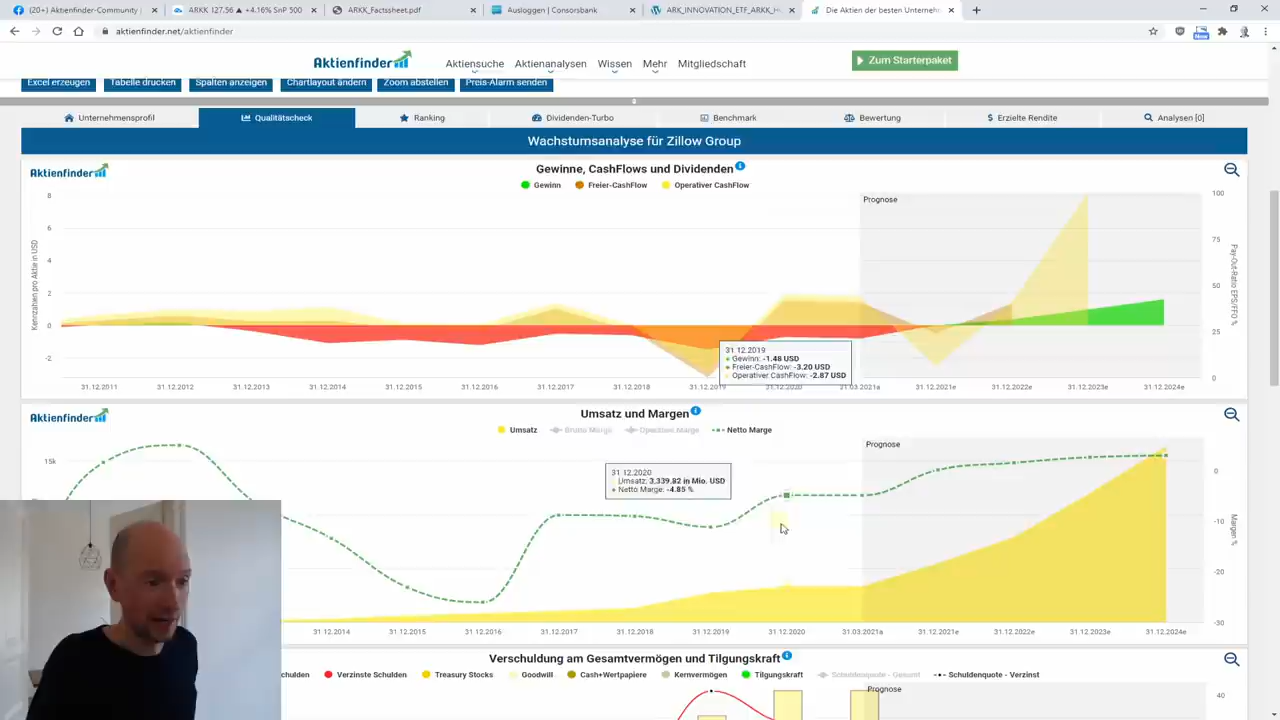 (20+) Aktienfinder-Community
ARKK 127.56 ▲ +4.16% SnP 500
ARKK_Factssheet.pdf
Ausloggen | Consorsbank
ARK_INNOVATION_ETF_ARKK_H
Die Aktien der besten Unterneh
aktienfinder.net/aktienfinder
New
Aktienfinder
Aktiensuche
Aktienanalysen
Wissen
Mehr
Mitgliedschaft
Zum Starterpaket
Excel erzeugen
Tabelle drucken
Spalten anzeigen
Chartlayout ändern
Zoom abstellen
Preis-Alarm senden
Unternehmensprofil
Qualitätscheck
Ranking
Dividenden-Turbo
Benchmark
Bewertung
$ Erzielte Rendite
Analysen [0]
Wachstumsanalyse für Zillow Group
Aktienfinder
Gewinne, CashFlows und Dividenden
Gewinn
Freier-CashFlow
Operativer CashFlow
8
6
4
2
0
-2
Kennzahlen pro Aktie in USD
Prognose
100
75
50
25
0
Pay-Out-Ratio EPS/FFO %
31.12.2019
Gewinn: -1.48 USD
Freier-CashFlow: -3.20 USD
Operativer CashFlow: -2.87 USD
31.12.2011
31.12.2012
31.12.2013
31.12.2014
31.12.2015
31.12.2016
31.12.2017
31.12.2018
31.12.2019
31.12.2020
31.03.2021a
31.12.2021e
31.12.2022e
31.12.2023e
31.12.2024e
Aktienfinder
Umsatz und Margen
Umsatz
Brutto Marge
Operative Marge
Netto Marge
15k
Prognose
31.12.2020
Umsatz: 3,339.82 in Mio. USD
Netto Marge: -4.85 %
0
-10
-20
-30
Margen %
31.12.2014
31.12.2015
31.12.2016
31.12.2017
31.12.2018
31.12.2019
31.12.2020
31.03.2021a
31.12.2021e
31.12.2022e
31.12.2023e
31.12.2024e
Verschuldung am Gesamtvermögen und Tilgungskraft
chulden
Verzinste Schulden
Treasury Stocks
Goodwill
Cash+Wertpapiere
Kernvermögen
Tilgungskraft
Schuldenquote - Gesamt
Schuldenquote - Verzinst
Prognose
40